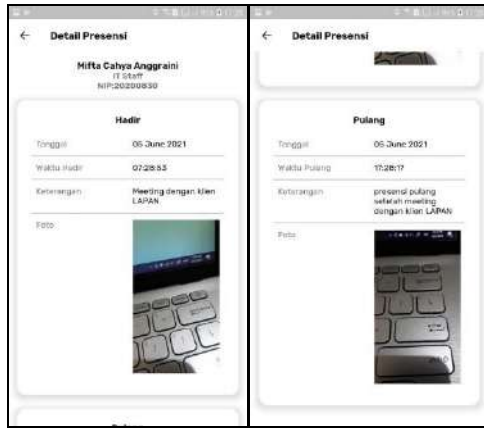 ← Detail Presensi
Mifta Cahya Anggraini
IT Staff
NIP:20200830
Hadir
Tanggal 06 June 2021
Waktu Hadir 07:28:53
Keterangan Meeting dengan klien
LAPAN
Foto
← Detail Presensi
Pulang
Tanggal 06 June 2021
Waktu Pulang 17:28:17
Keterangan presensi pulang
setelah meeting
dengan klien LAPAN
Foto